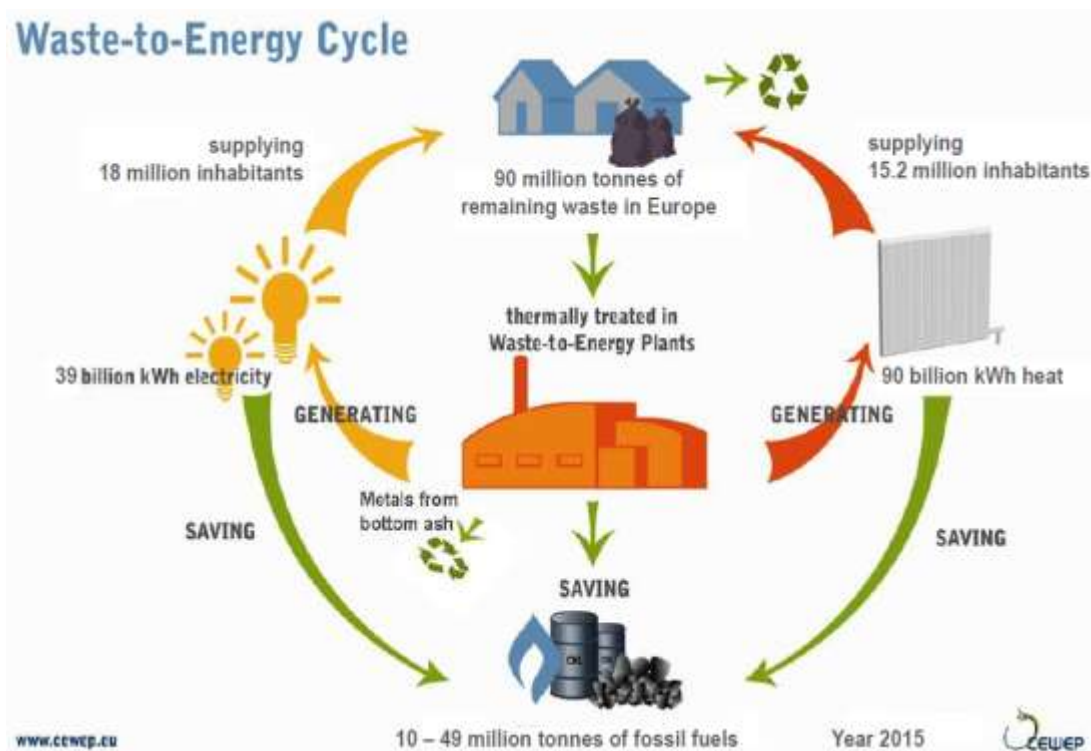 Waste-to-Energy Cycle
supplying
18 million inhabitants
supplying
15.2 million inhabitants
90 million tonnes of
remaining waste in Europe
thermally treated in
Waste-to-Energy Plants
39 billion kWh electricity
90 billion kWh heat
GENERATING
GENERATING
Metals from
bottom ash
SAVING
SAVING
SAVING
OIL
10 – 49 million tonnes of fossil fuels
www.cewep.eu
Year 2015
CEWEP